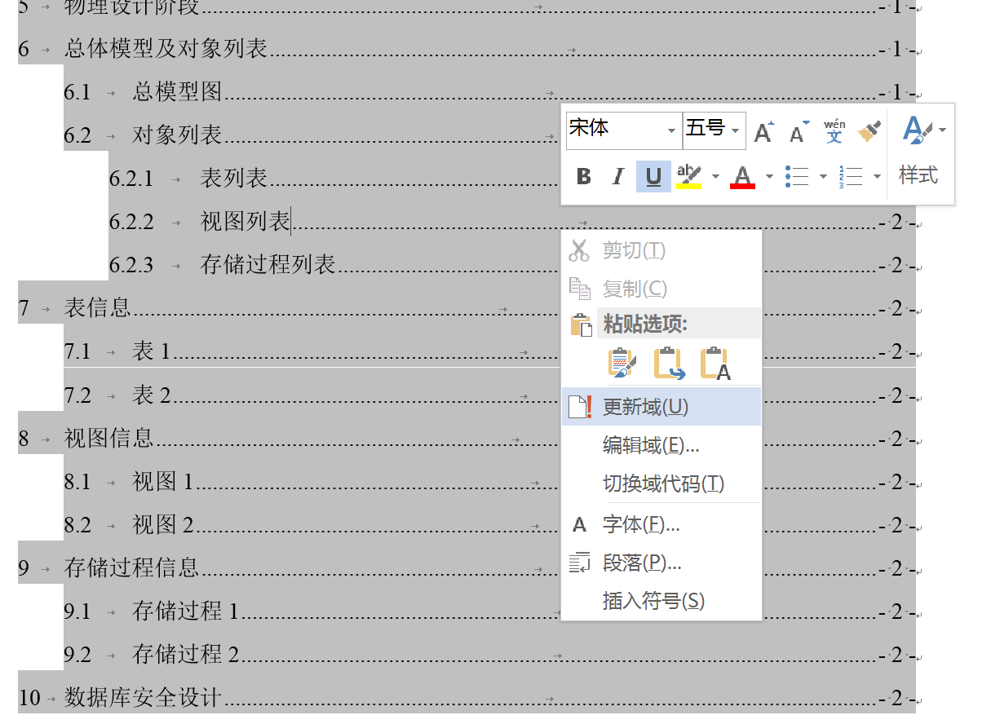 5 物理设计阶段 - 1 -
6 总体模型及对象列表 - 1 -
6.1 总模型图 - 1 -
6.2 对象列表
6.2.1 表列表
6.2.2 视图列表 - 2 -
6.2.3 存储过程列表 - 2 -
7 表信息 - 2 -
7.1 表 1 - 2 -
7.2 表 2 - 2 -
8 视图信息 - 2 -
8.1 视图 1 - 2 -
8.2 视图 2 - 2 -
9 存储过程信息 - 2 -
9.1 存储过程 1 - 2 -
9.2 存储过程 2 - 2 -
10 数据库安全设计 - 2 -
宋体 五号 A A wén 文
B I U ab A 1 2 3 样式
剪切(T)
复制(C)
粘贴选项:
A
更新域(U)
编辑域(E)...
切换域代码(T)
A 字体(F)...
段落(P)...
插入符号(S)